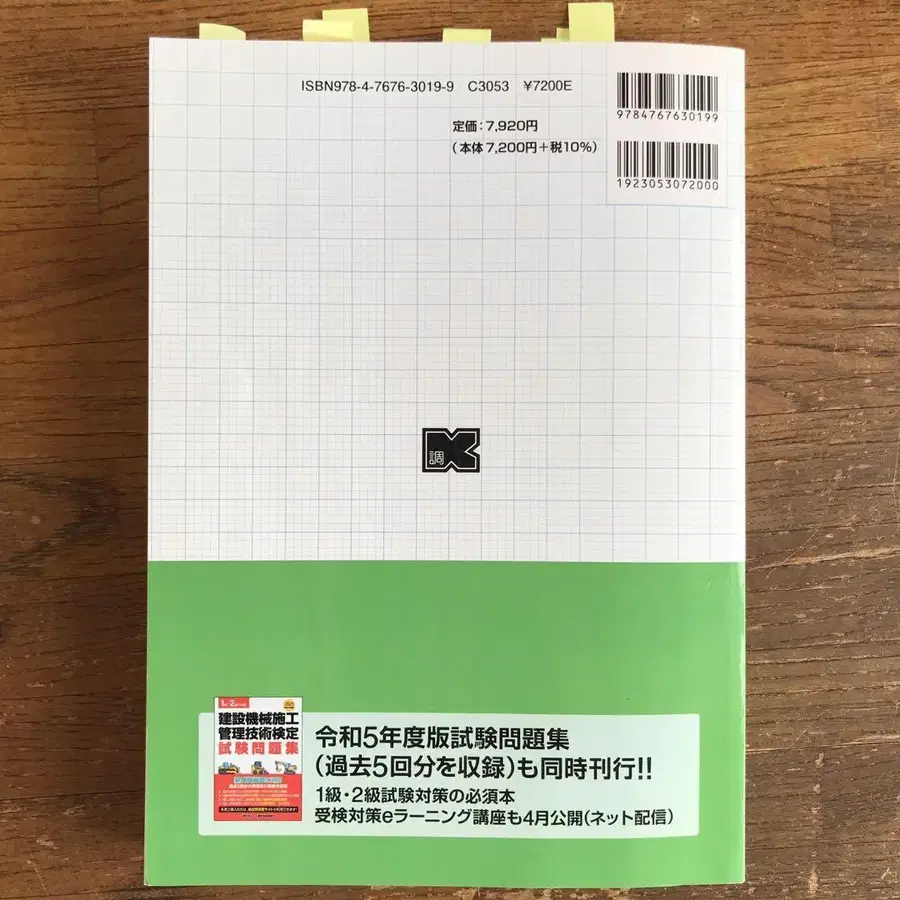 ISBN978-4-7676-3019-9 C3053 ¥7200E
9784767630199
定価：7,920円
（本体7,200円＋税10%）
1923053072000
調
建設機械施工
管理技術検定
試験問題集
令和5年度版試験問題集
（過去5回分を収録）も同時刊行!!
1級・2級試験対策の必須本
受検対策eラーニング講座も4月公開（ネット配信）